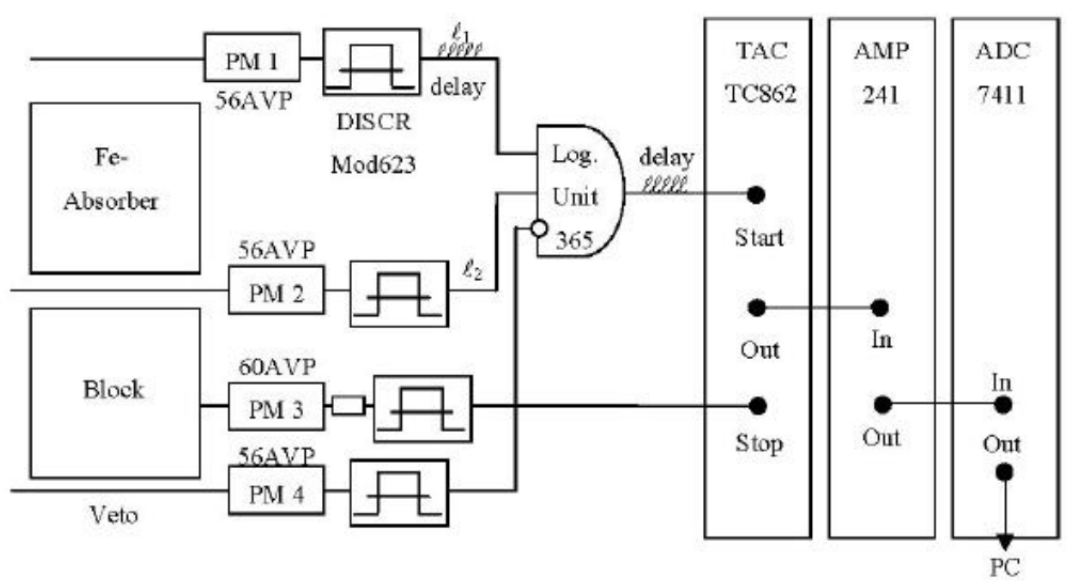 PM 1
56AVP
ℓ1
delay
DISCR
Mod623
Fe-
Absorber
56AVP
PM 2
ℓ2
Log.
Unit
365
delay
Block
60AVP
PM 3
56AVP
PM 4
Veto
TAC
TC862
Start
Out
Stop
AMP
241
In
Out
ADC
7411
In
Out
PC